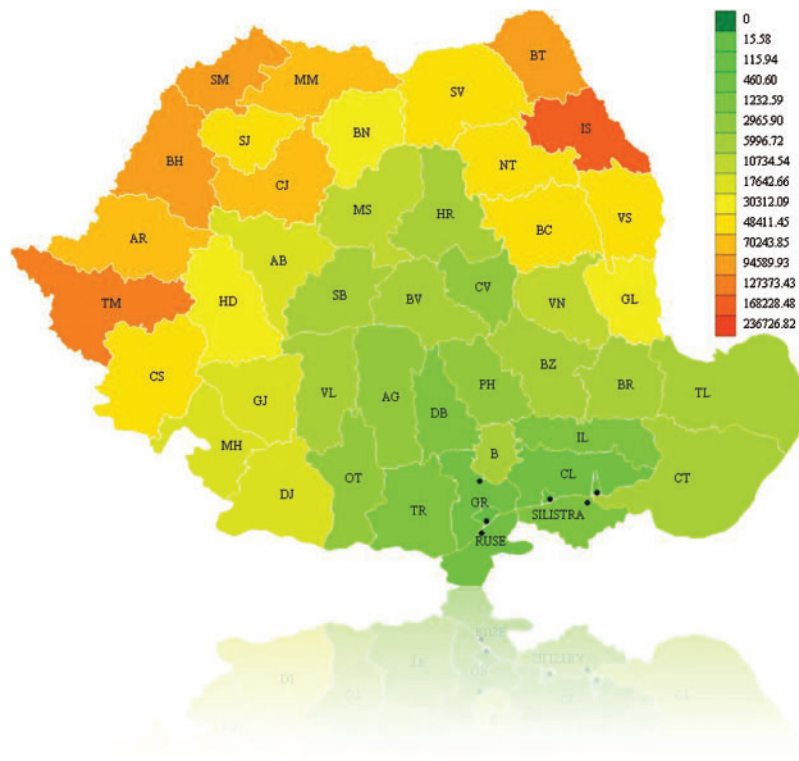 0
15.58
115.94
460.60
1232.59
2965.90
5996.72
10734.54
17642.66
30312.09
48411.45
70243.85
94589.93
127373.43
168228.48
236726.82
BT
SM
MM
SV
IS
BN
SJ
BH
NT
CJ
MS
HR
VS
BC
AR
AB
CV
SB
BV
TM
HD
VN
GL
CS
BZ
PH
BR
TL
VL
AG
GJ
DB
IL
MH
B
CL
OT
CT
DJ
GR
TR
SILISTRA
RUSE